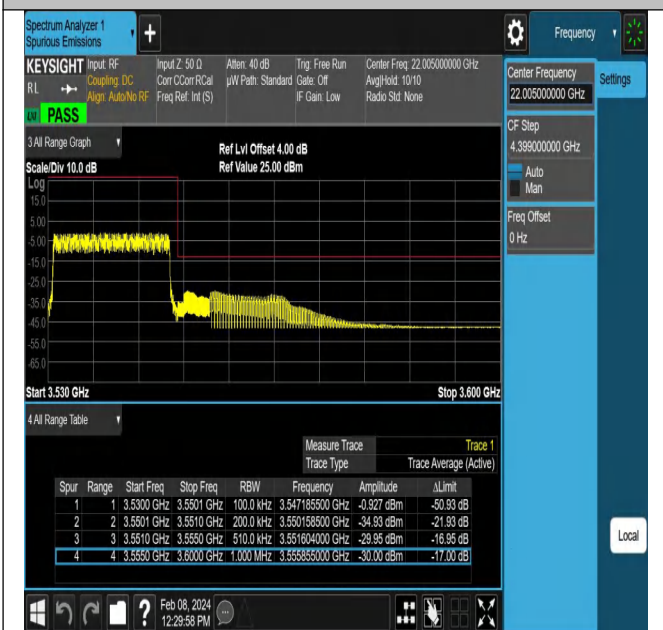 Spectrum Analyzer 1
Spurious Emissions
+
Frequency
KEYSIGHT
RL
PASS
Input: RF
Coupling: DC
Align: Auto/No RF
Input Z: 50 Ω
Corr CCorr RCal
Freq Ref: Int (S)
Atten: 40 dB
µW Path: Standard
Trig: Free Run
Gate: Off
IF Gain: Low
Center Freq: 22.005000000 GHz
Avg|Hold: 10/10
Radio Std: None
Center Frequency
22.005000000 GHz
Settings
CF Step
4.399000000 GHz
Auto
Man
Freq Offset
0 Hz
Local
3 All Range Graph
Scale/Div 10.0 dB
Ref Lvl Offset 4.00 dB
Ref Value 25.00 dBm
Log
15.0
5.00
-5.00
-15.0
-25.0
-35.0
-45.0
-55.0
-65.0
Start 3.530 GHz
Stop 3.600 GHz
4 All Range Table
Measure Trace Trace 1
Trace Type Trace Average (Active)
Spur Range Start Freq Stop Freq RBW Frequency Amplitude ΔLimit
1 1 3.5300 GHz 3.5501 GHz 100.0 kHz 3.547185500 GHz -0.927 dBm -50.93 dB
2 2 3.5501 GHz 3.5510 GHz 200.0 kHz 3.550158500 GHz -34.93 dBm -21.93 dB
3 3 3.5510 GHz 3.5550 GHz 510.0 kHz 3.551604000 GHz -29.95 dBm -16.95 dB
4 4 3.5550 GHz 3.6000 GHz 1.000 MHz 3.555855000 GHz -30.00 dBm -17.00 dB
?
Feb 08, 2024
12:29:58 PM